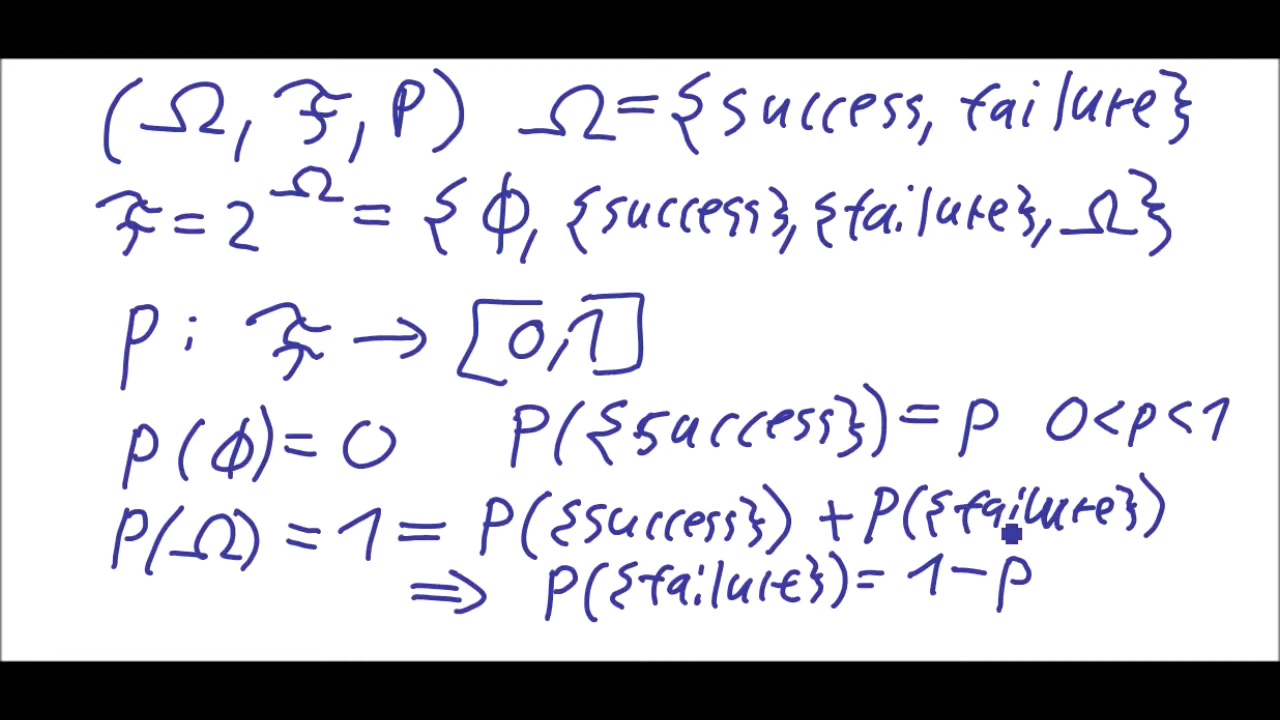 (Ω, ℱ, P) Ω = {success, failure}
ℱ = 2^Ω = {ϕ, {success}, {failure}, Ω}
P : ℱ → [0,1]
P(ϕ) = 0 P({success}) = p 0<p<1
P(Ω) = 1 = P({success}) + P({failure})
⇒ P({failure}) = 1-p